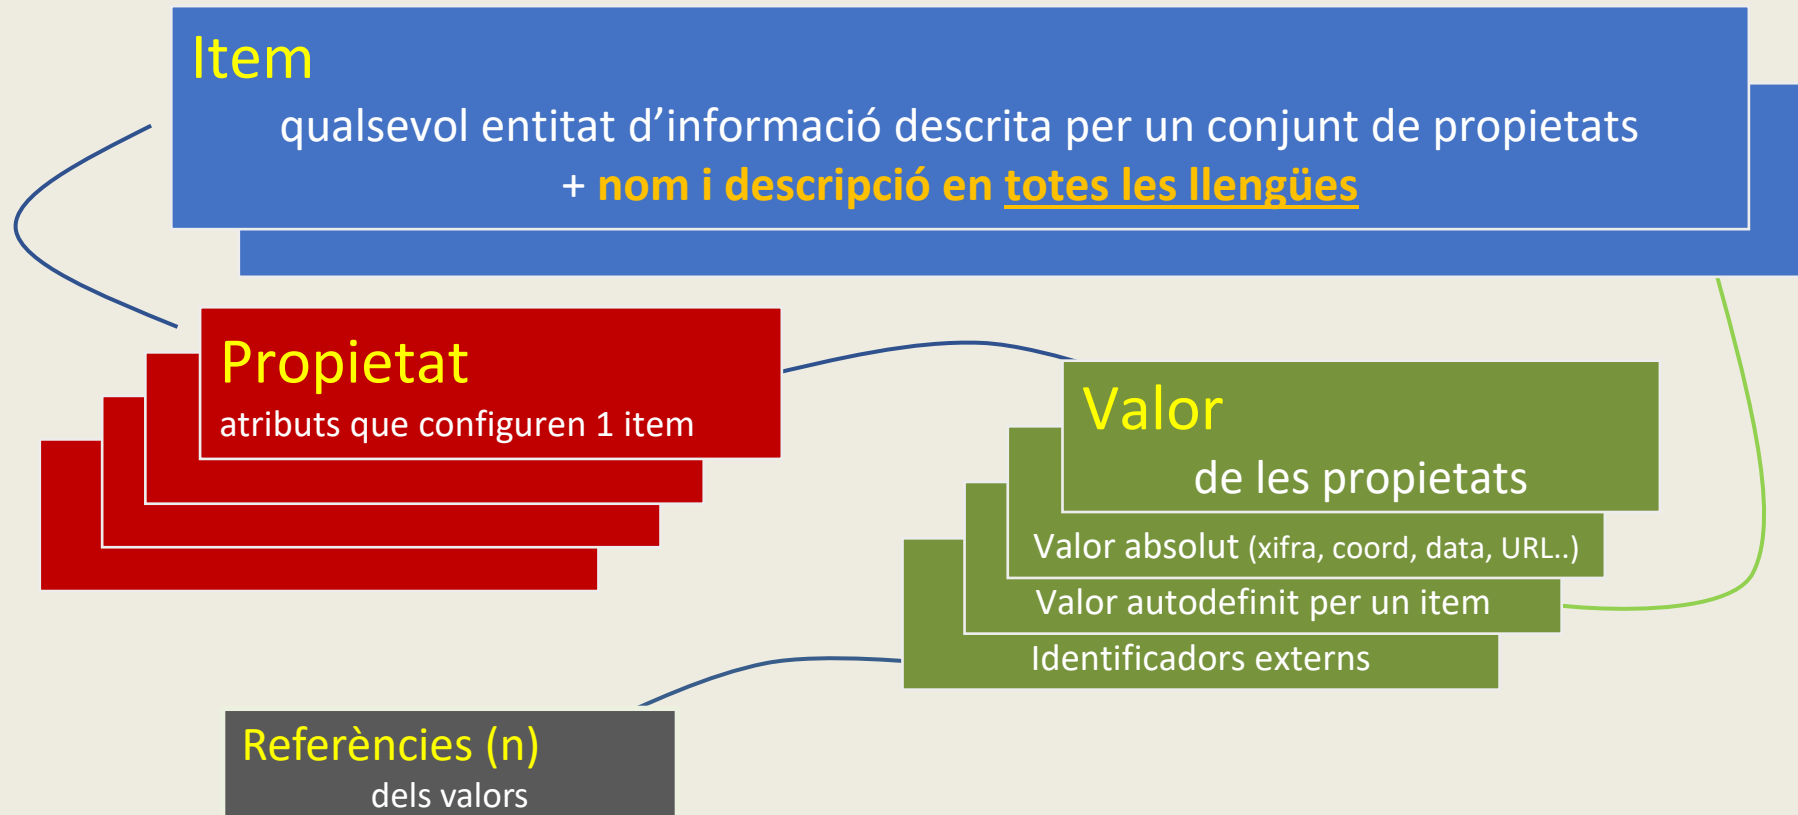 Item
qualsevol entitat d’informació descrita per un conjunt de propietats
+ nom i descripció en totes les llengües
Propietat
atributs que configuren 1 item
Valor
de les propietats
Valor absolut (xifra, coord, data, URL..)
Valor autodefinit per un item
Identificadors externs
Referències (n)
dels valors